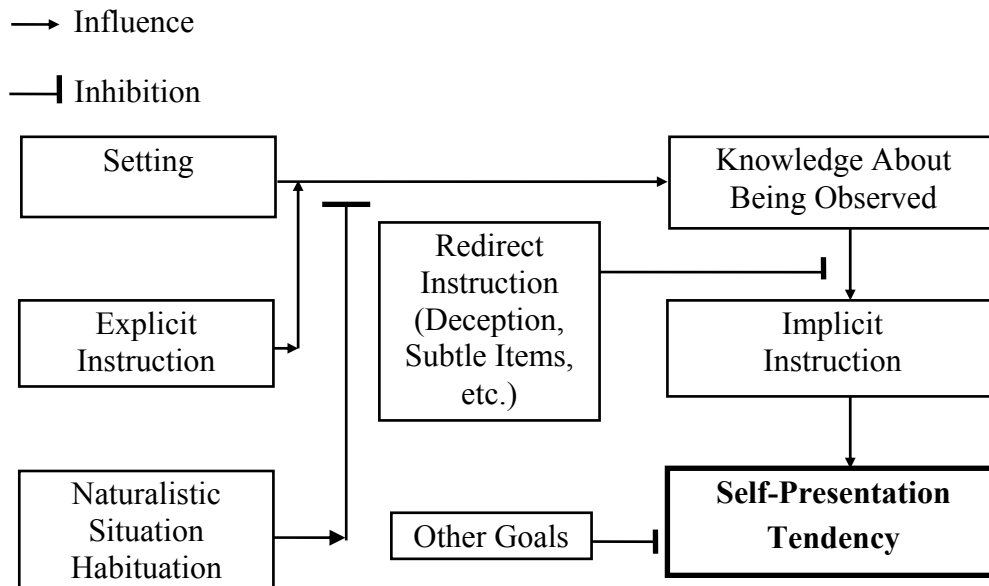 Influence
Inhibition
Setting
Knowledge About
Being Observed
Redirect
Instruction
(Deception,
Subtle Items,
etc.)
Explicit
Instruction
Implicit
Instruction
Naturalistic
Situation
Habituation
Other Goals
Self-Presentation
Tendency